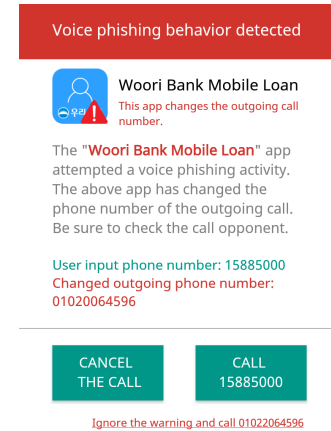 Voice phishing behavior detected
우리
Woori Bank Mobile Loan
This app changes the outgoing call
number.
The "Woori Bank Mobile Loan" app
attempted a voice phishing activity.
The above app has changed the
phone number of the outgoing call.
Be sure to check the call opponent.
User input phone number: 15885000
Changed outgoing phone number:
01020064596
CANCEL
THE CALL
CALL
15885000
Ignore the warning and call 01022064596